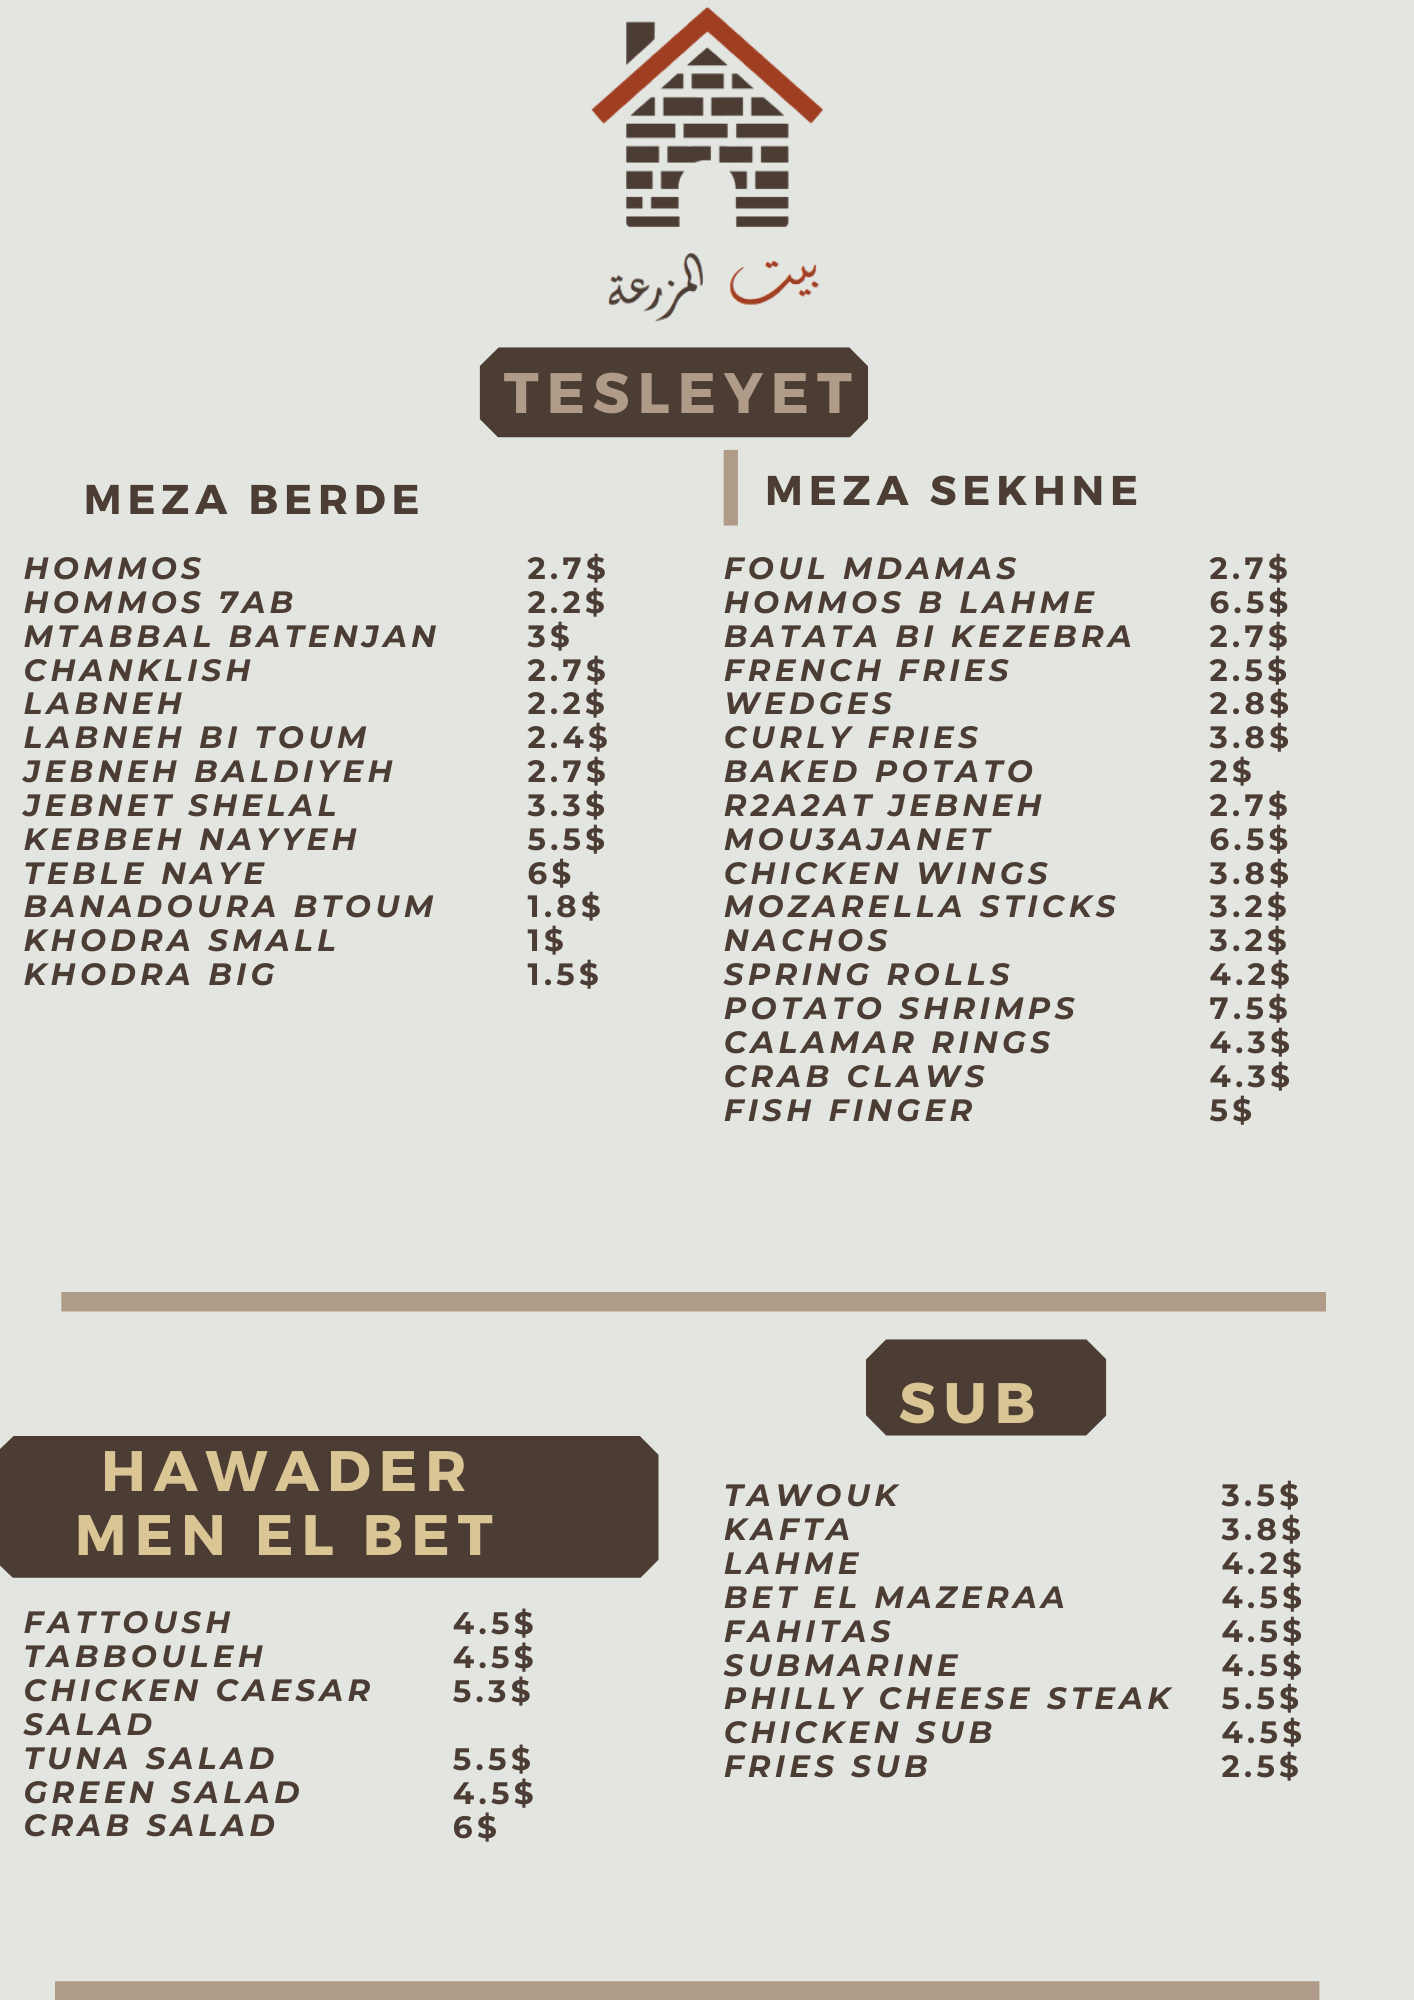 بيت المزرعة
TESLEYET
MEZA BERDE
HOMMOS 2.7$
HOMMOS 7AB 2.2$
MTABBAL BATENJAN 3$
CHANKLISH 2.7$
LABNEH 2.2$
LABNEH BI TOUM 2.4$
JEBNEH BALDIYEH 2.7$
JEBNET SHELAL 3.3$
KEBBEH NAYYEH 5.5$
TEBLE NAYE 6$
BANADOURA BTOUM 1.8$
KHODRA SMALL 1$
KHODRA BIG 1.5$
MEZA SEKHNE
FOUL MDAMAS 2.7$
HOMMOS B LAHME 6.5$
BATATA BI KEZEBRA 2.7$
FRENCH FRIES 2.5$
WEDGES 2.8$
CURLY FRIES 3.8$
BAKED POTATO 2$
R2A2AT JEBNEH 2.7$
MOU3AJANET 6.5$
CHICKEN WINGS 3.8$
MOZARELLA STICKS 3.2$
NACHOS 3.2$
SPRING ROLLS 4.2$
POTATO SHRIMPS 7.5$
CALAMAR RINGS 4.3$
CRAB CLAWS 4.3$
FISH FINGER 5$
HAWADER
MEN EL BET
FATTOUSH 4.5$
TABBOULEH 4.5$
CHICKEN CAESAR 5.3$
SALAD
TUNA SALAD 5.5$
GREEN SALAD 4.5$
CRAB SALAD 6$
SUB
TAWOUK 3.5$
KAFTA 3.8$
LAHME 4.2$
BET EL MAZERAA 4.5$
FAHITAS 4.5$
SUBMARINE 4.5$
PHILLY CHEESE STEAK 5.5$
CHICKEN SUB 4.5$
FRIES SUB 2.5$